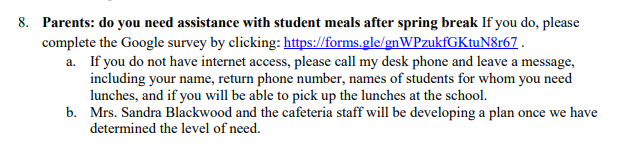 8. Parents: do you need assistance with student meals after spring break If you do, please
complete the Google survey by clicking: https://forms.gle/gnWPzukfGKtuN8r67 .
a. If you do not have internet access, please call my desk phone and leave a message,
including your name, return phone number, names of students for whom you need
lunches, and if you will be able to pick up the lunches at the school.
b. Mrs. Sandra Blackwood and the cafeteria staff will be developing a plan once we have
determined the level of need.